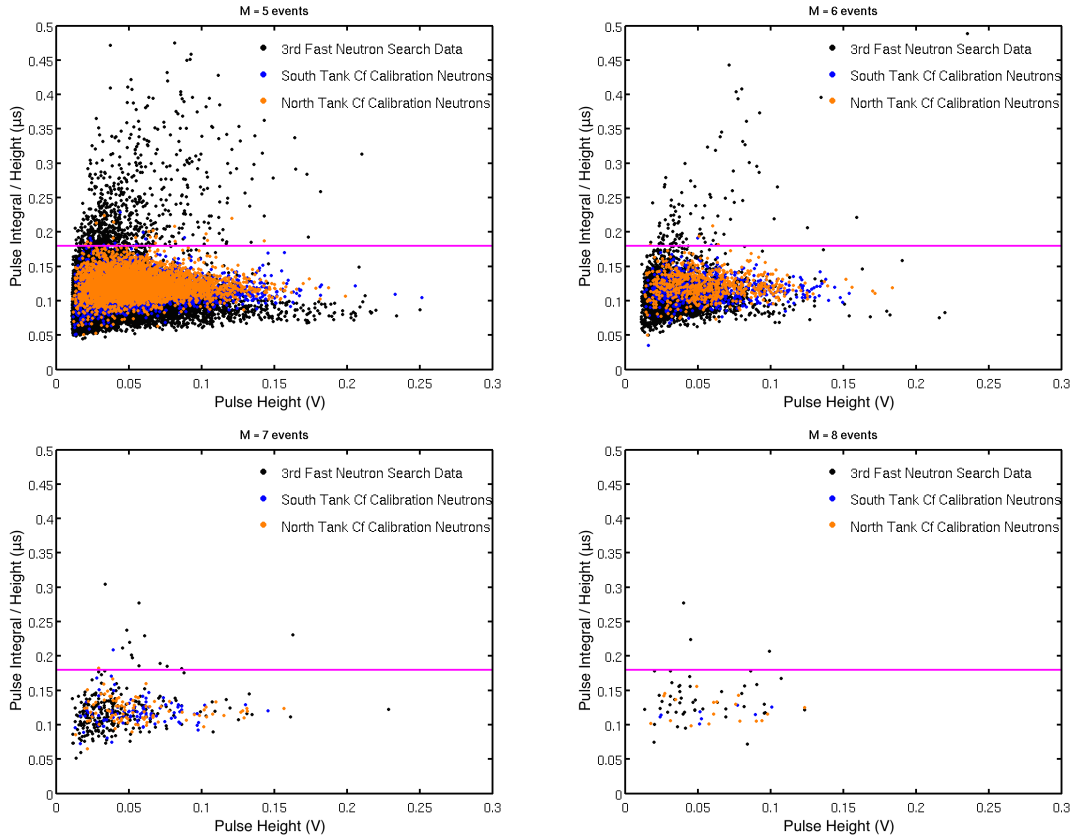 M = 5 events
0.5
0.45
0.4
0.35
0.3
0.25
0.2
0.15
0.1
0.05
0
Pulse Integral / Height (µs)
3rd Fast Neutron Search Data
South Tank Cf Calibration Neutrons
North Tank Cf Calibration Neutrons
0 0.05 0.1 0.15 0.2 0.25 0.3
Pulse Height (V)
M = 6 events
0.5
0.45
0.4
0.35
0.3
0.25
0.2
0.15
0.1
0.05
0
Pulse Integral / Height (µs)
3rd Fast Neutron Search Data
South Tank Cf Calibration Neutrons
North Tank Cf Calibration Neutrons
0 0.05 0.1 0.15 0.2 0.25 0.3
Pulse Height (V)
M = 7 events
0.5
0.45
0.4
0.35
0.3
0.25
0.2
0.15
0.1
0.05
0
Pulse Integral / Height (µs)
3rd Fast Neutron Search Data
South Tank Cf Calibration Neutrons
North Tank Cf Calibration Neutrons
0 0.05 0.1 0.15 0.2 0.25 0.3
Pulse Height (V)
M = 8 events
0.5
0.45
0.4
0.35
0.3
0.25
0.2
0.15
0.1
0.05
0
Pulse Integral / Height (µs)
3rd Fast Neutron Search Data
South Tank Cf Calibration Neutrons
North Tank Cf Calibration Neutrons
0 0.05 0.1 0.15 0.2 0.25 0.3
Pulse Height (V)